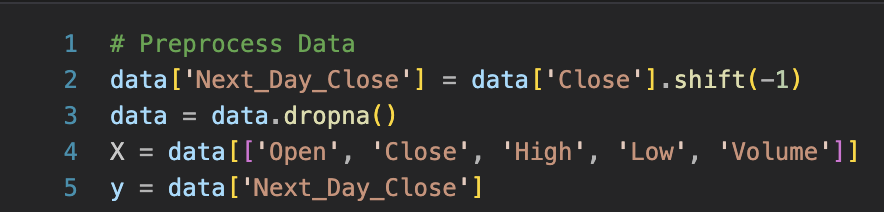 1 # Preprocess Data
2 data['Next_Day_Close'] = data['Close'].shift(-1)
3 data = data.dropna()
4 X = data[['Open', 'Close', 'High', 'Low', 'Volume']]
5 y = data['Next_Day_Close']